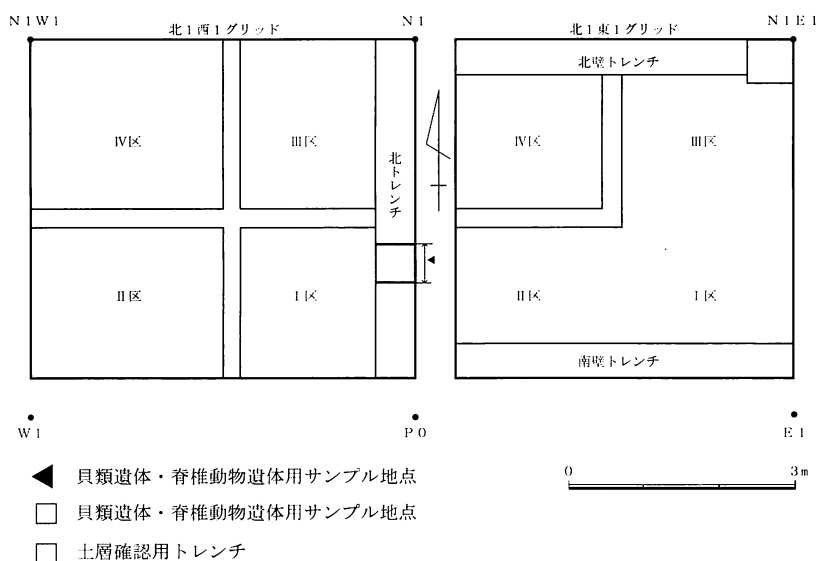 N1W1
北1西1グリッド
N1
北1東1グリッド
N1E1
北壁トレンチ
Ⅳ区
Ⅲ区
北トレンチ
Ⅳ区
Ⅲ区
Ⅱ区
Ⅰ区
Ⅱ区
Ⅰ区
南壁トレンチ
W1
P0
E1
貝類遺体・脊椎動物遺体用サンプル地点
貝類遺体・脊椎動物遺体用サンプル地点
土層確認用トレンチ
0
3m